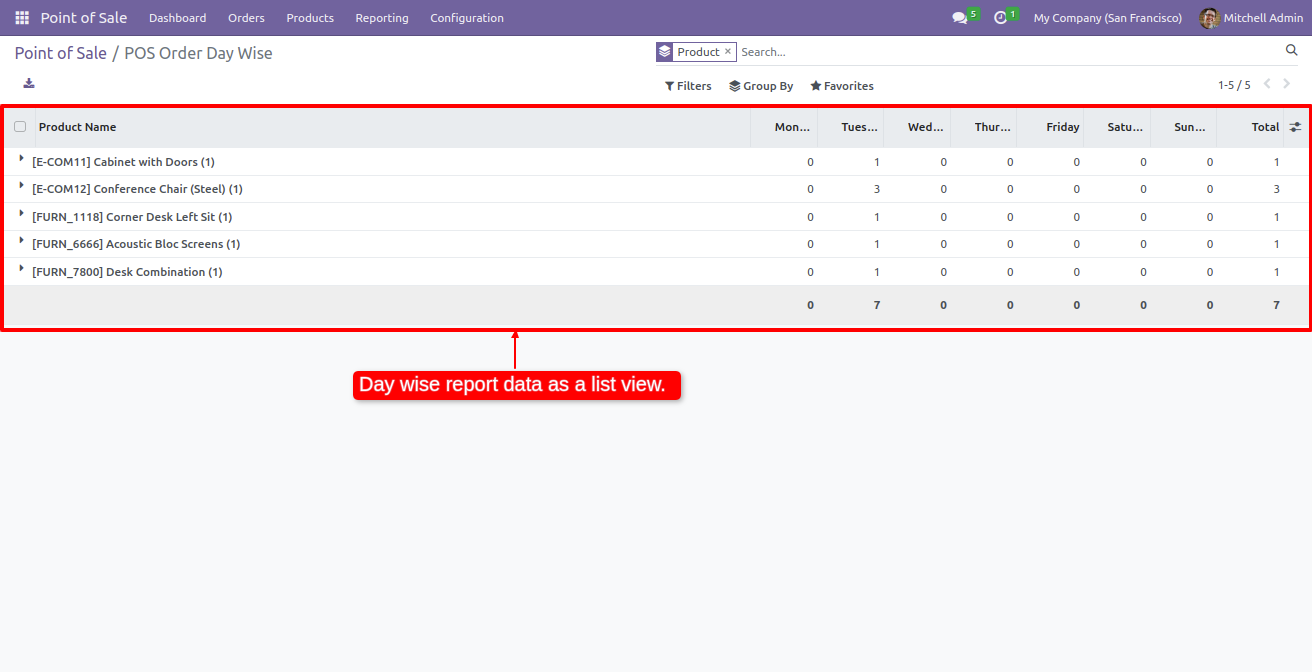 Point of Sale Dashboard Orders Products Reporting Configuration 5 1 My Company (San Francisco) Mitchell Admin
Point of Sale / POS Order Day Wise Product × Search...
Filters Group By Favorites 1-5 / 5
Product Name Mon... Tues... Wed... Thur... Friday Satu... Sun... Total
[E-COM11] Cabinet with Doors (1) 0 1 0 0 0 0 0 1
[E-COM12] Conference Chair (Steel) (1) 0 3 0 0 0 0 0 3
[FURN_1118] Corner Desk Left Sit (1) 0 1 0 0 0 0 0 1
[FURN_6666] Acoustic Bloc Screens (1) 0 1 0 0 0 0 0 1
[FURN_7800] Desk Combination (1) 0 1 0 0 0 0 0 1
0 7 0 0 0 0 0 7
Day wise report data as a list view.